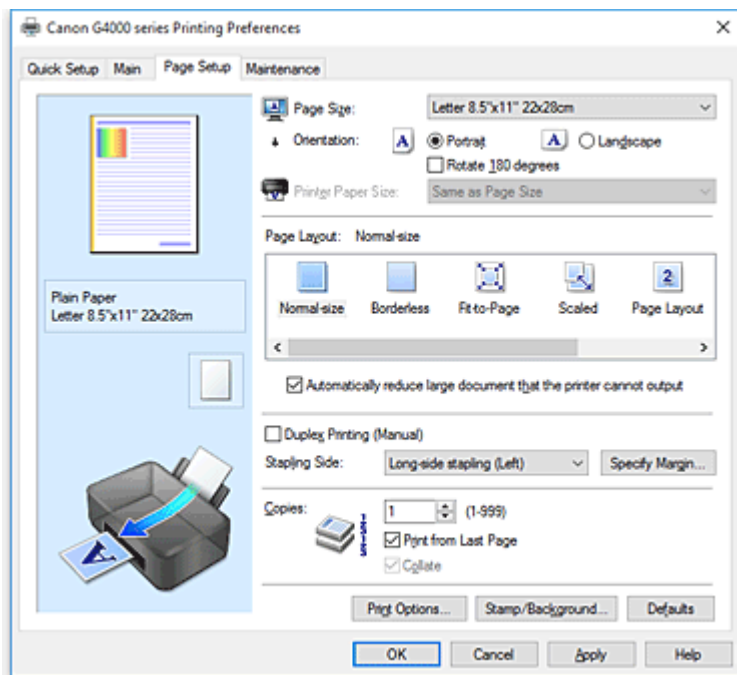 Canon G4000 series Printing Preferences
Quick Setup Main Page Setup Maintenance
Page Size: Letter 8.5"x11" 22x28cm
Orientation: A Portrait A Landscape
Rotate 180 degrees
Printer Paper Size: Same as Page Size
Page Layout: Normal-size
2
Normal-size Borderless Fit-to-Page Scaled Page Layout
Plain Paper
Letter 8.5"x11" 22x28cm
Automatically reduce large document that the printer cannot output
Duplex Printing (Manual)
Stapling Side: Long-side stapling (Left) Specify Margin...
Copies: 1 (1-999)
Print from Last Page
Collate
A
Print Options... Stamp/Background... Defaults
OK Cancel Apply Help